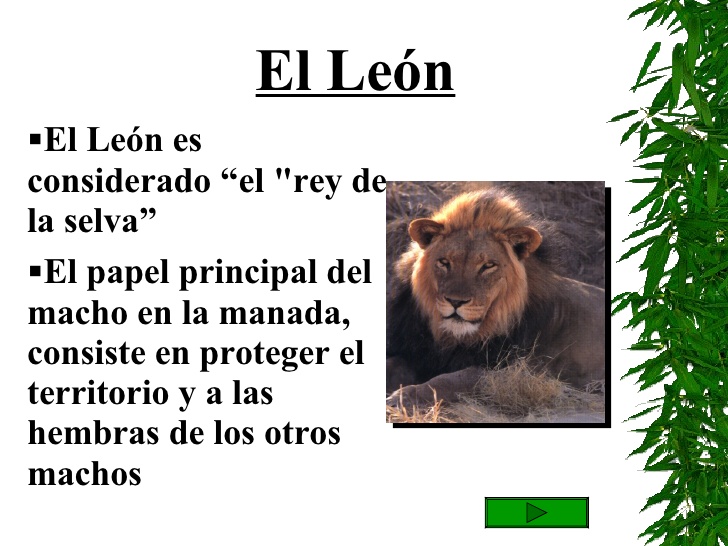 El León
▪El León es
considerado “el "rey de
la selva”
▪El papel principal del
macho en la manada,
consiste en proteger el
territorio y a las
hembras de los otros
machos